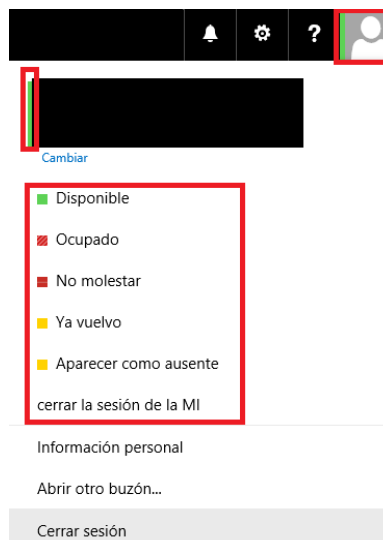 ?
Cambiar
Disponible
Ocupado
No molestar
Ya vuelvo
Aparecer como ausente
cerrar la sesión de la MI
Información personal
Abrir otro buzón...
Cerrar sesión